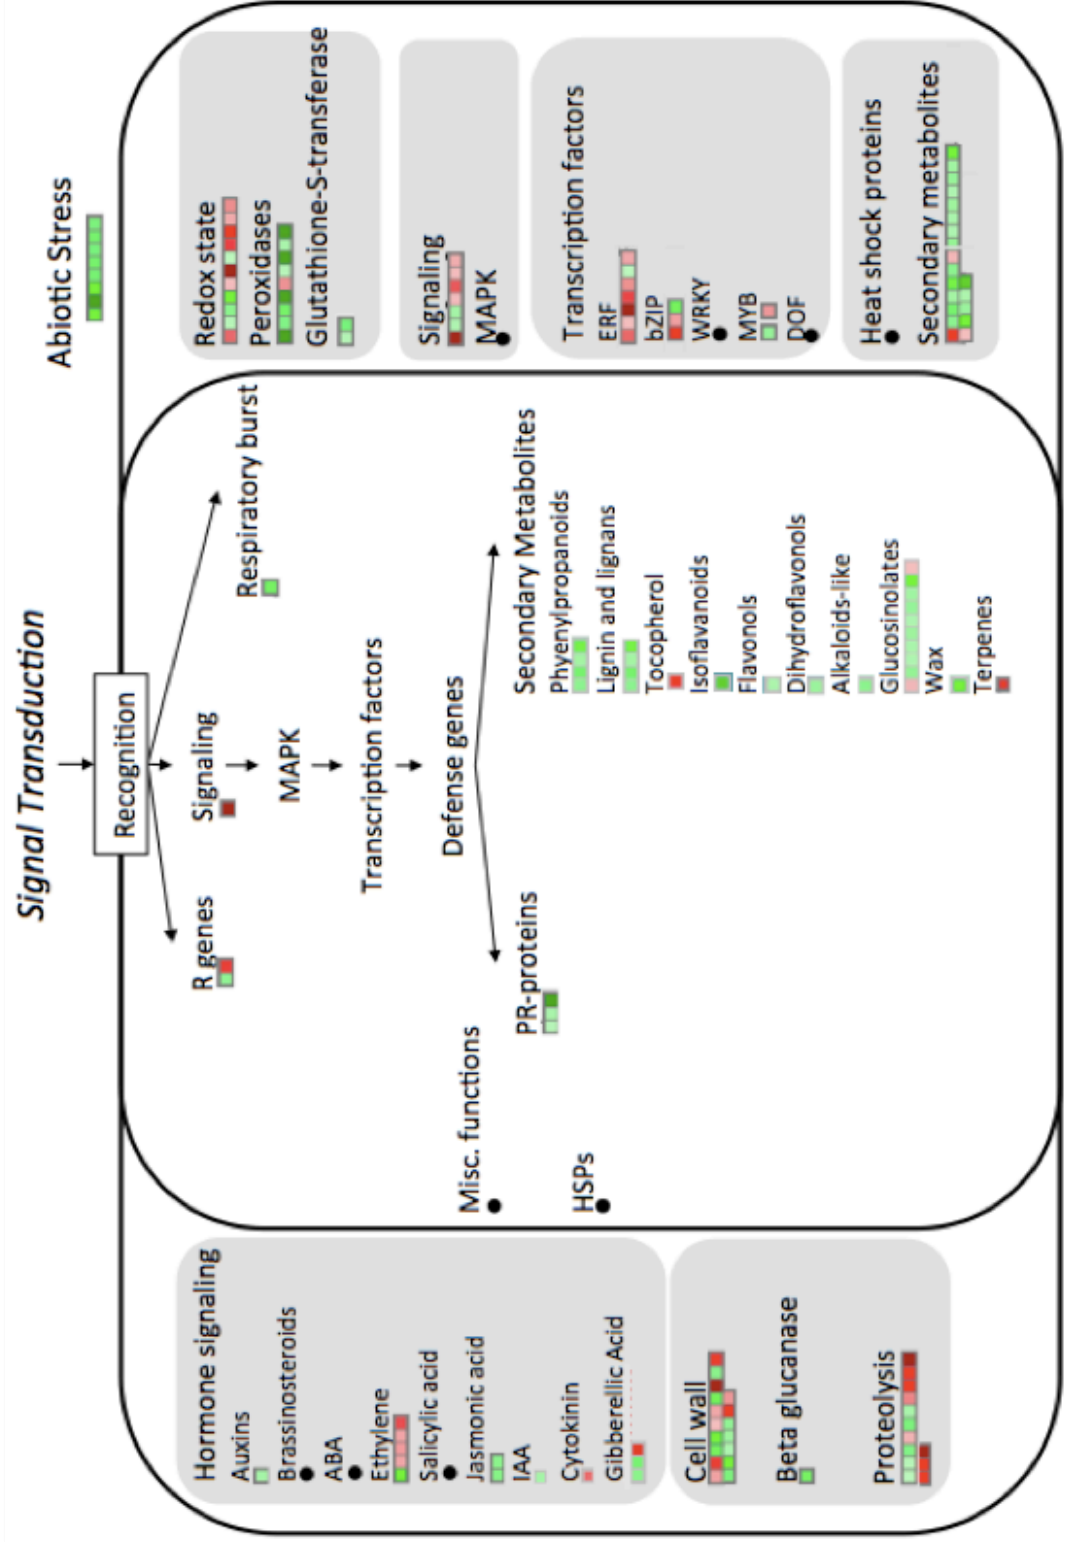 Signal Transduction
Abiotic Stress
Recognition
R genes
Signaling
MAPK
Transcription factors
Defense genes
Respiratory burst
Misc. functions
HSPs
PR-proteins
Secondary Metabolites
Phyenylpropanoids
Lignin and lignans
Tocopherol
Isoflavanoids
Flavonols
Dihydroflavonols
Alkaloids-like
Glucosinolates
Wax
Terpenes
Hormone signaling
Auxins
Brassinosteroids
ABA
Ethylene
Salicylic acid
Jasmonic acid
IAA
Cytokinin
Gibberellic Acid
Cell wall
Beta glucanase
Proteolysis
Redox state
Peroxidases
Glutathione-S-transferase
Signaling
MAPK
Transcription factors
ERF
bZIP
WRKY
MYB
DOF
Heat shock proteins
Secondary metabolites